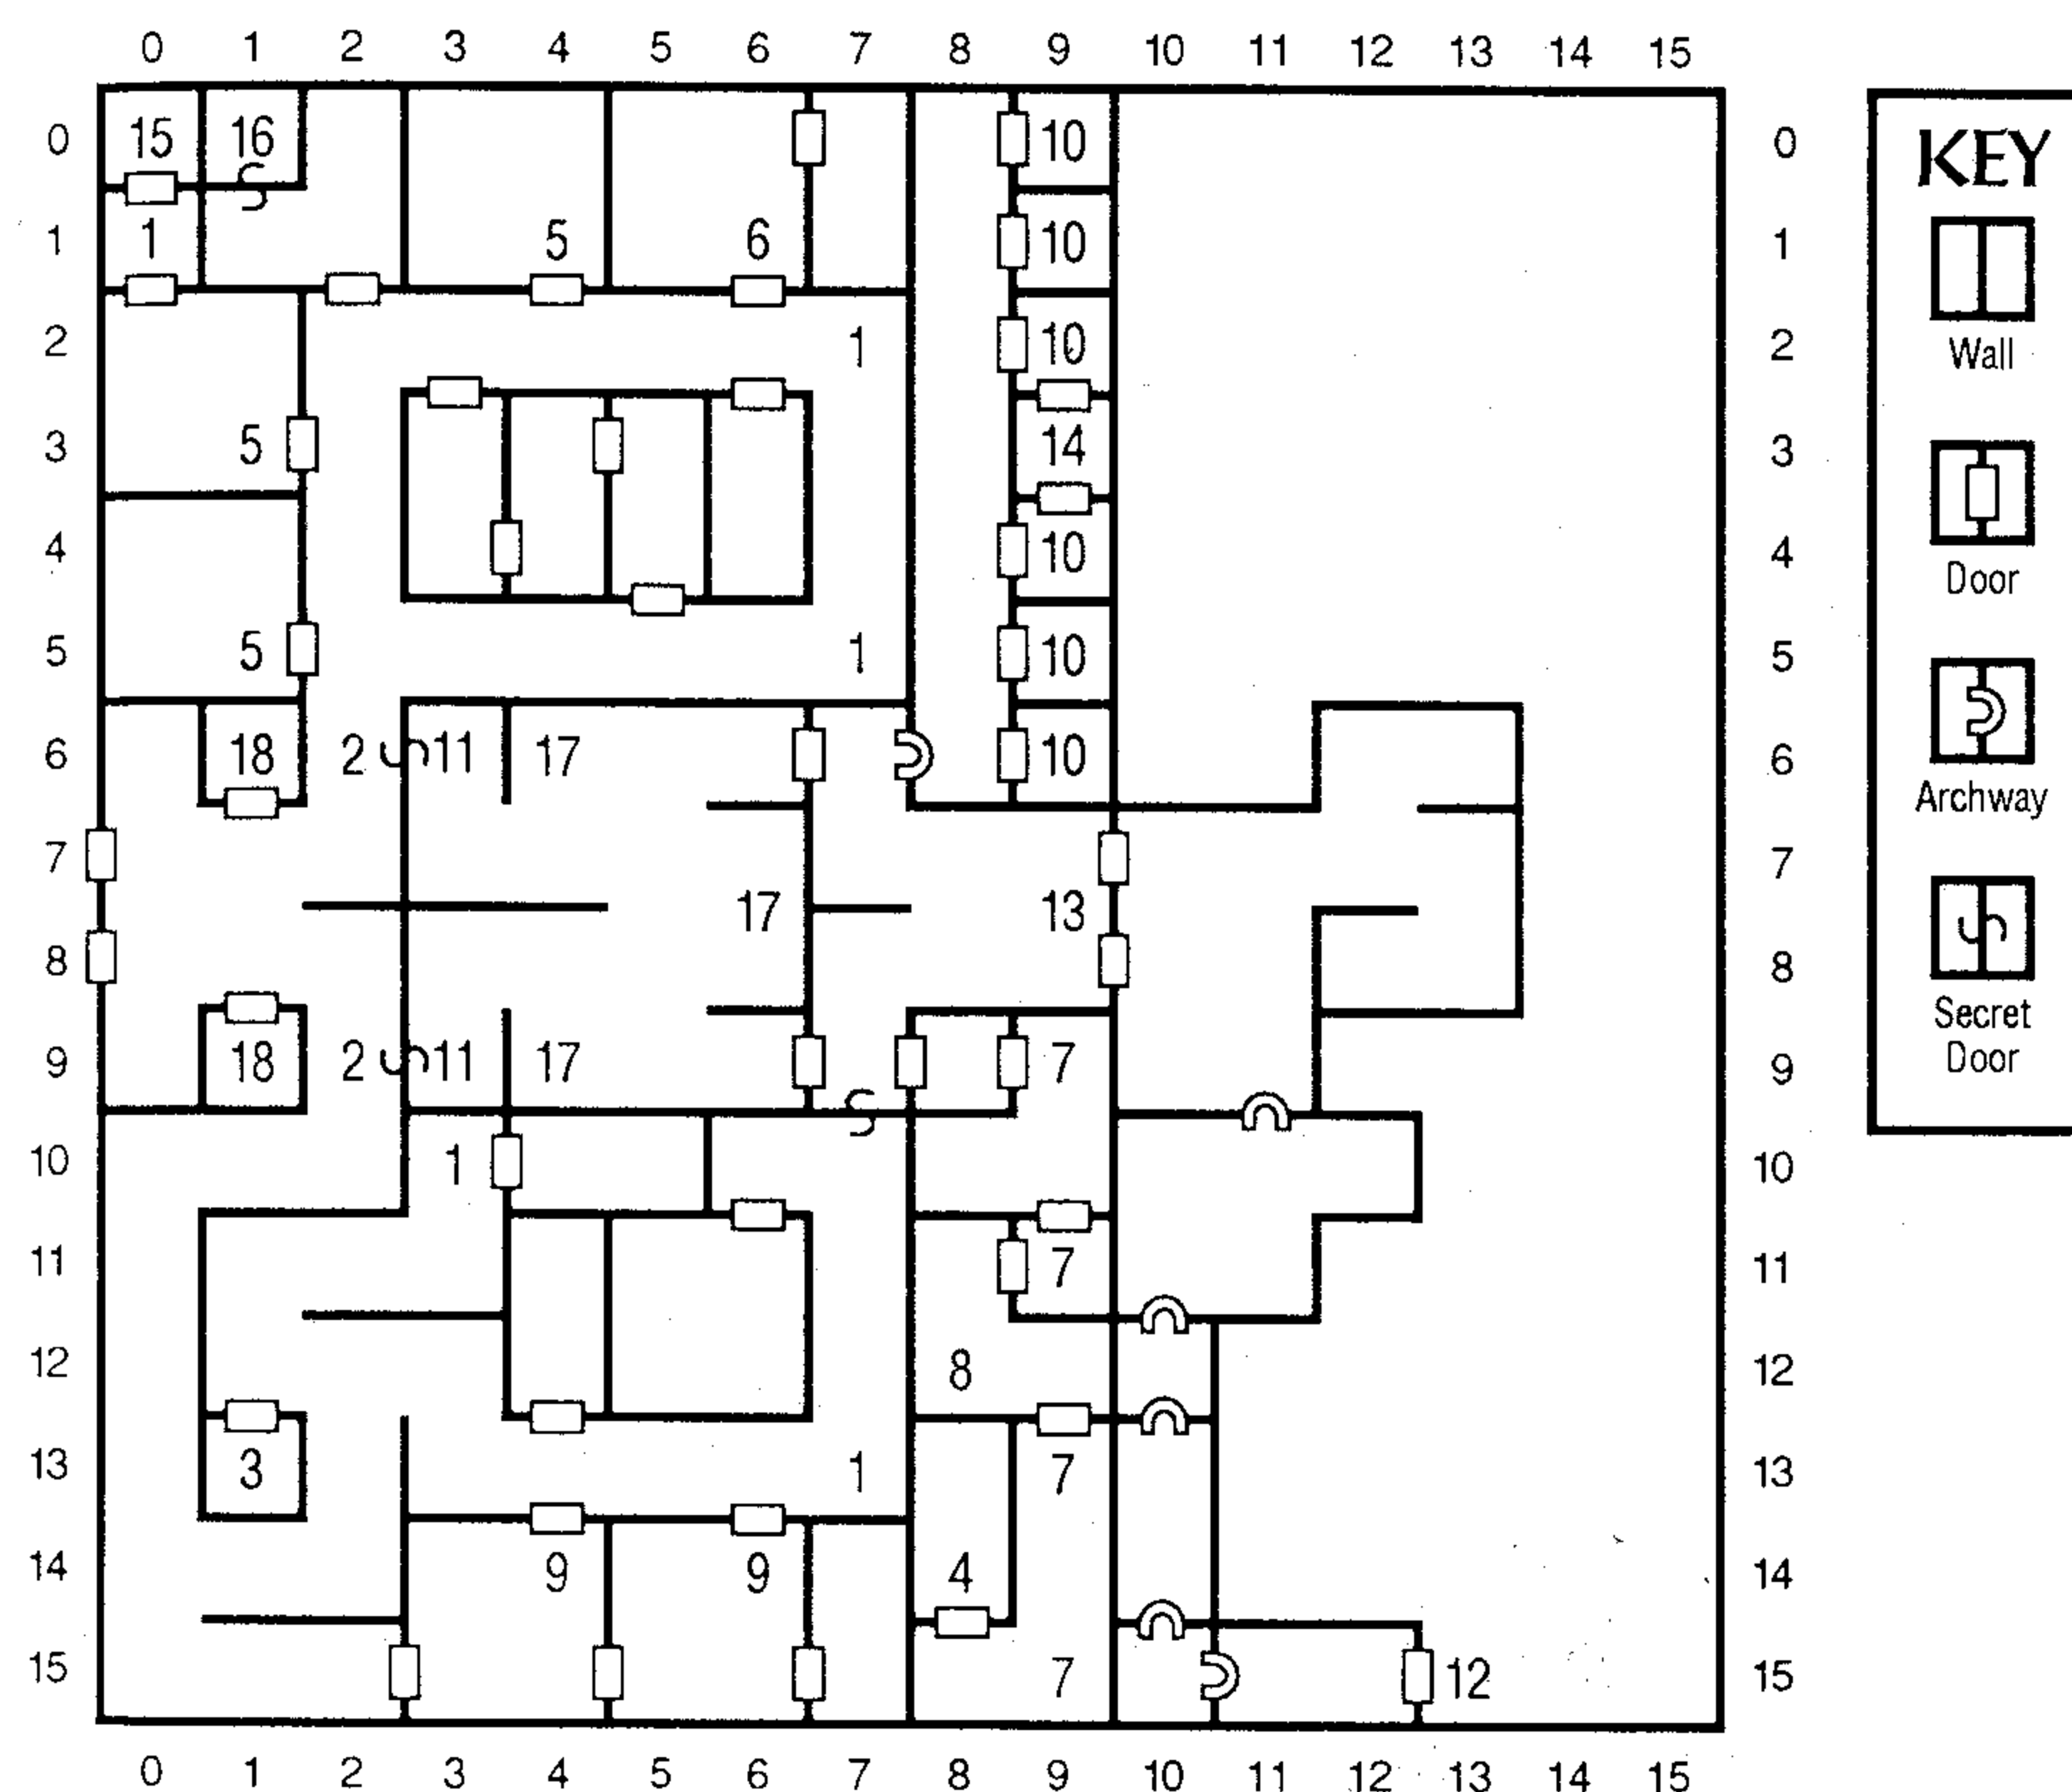 0 1 2 3 4 5 6 7 8 9 10 11 12 13 14 15
0 15 16 10 0
1 1 5 6 10 1
2 1 10 2
3 5 14 3
4 10 4
5 5 1 10 5
6 18 2 11 17 10 6
7 7
17 13
8 8
9 18 2 11 17 7 9
10 1 10
11 7 11
12 8 12
13 3 1 7 13
14 9 9 4 14
15 7 12 15
0 1 2 3 4 5 6 7 8 9 10 11 12 13 14 15
KEY
Wall
Door
Archway
Secret
Door